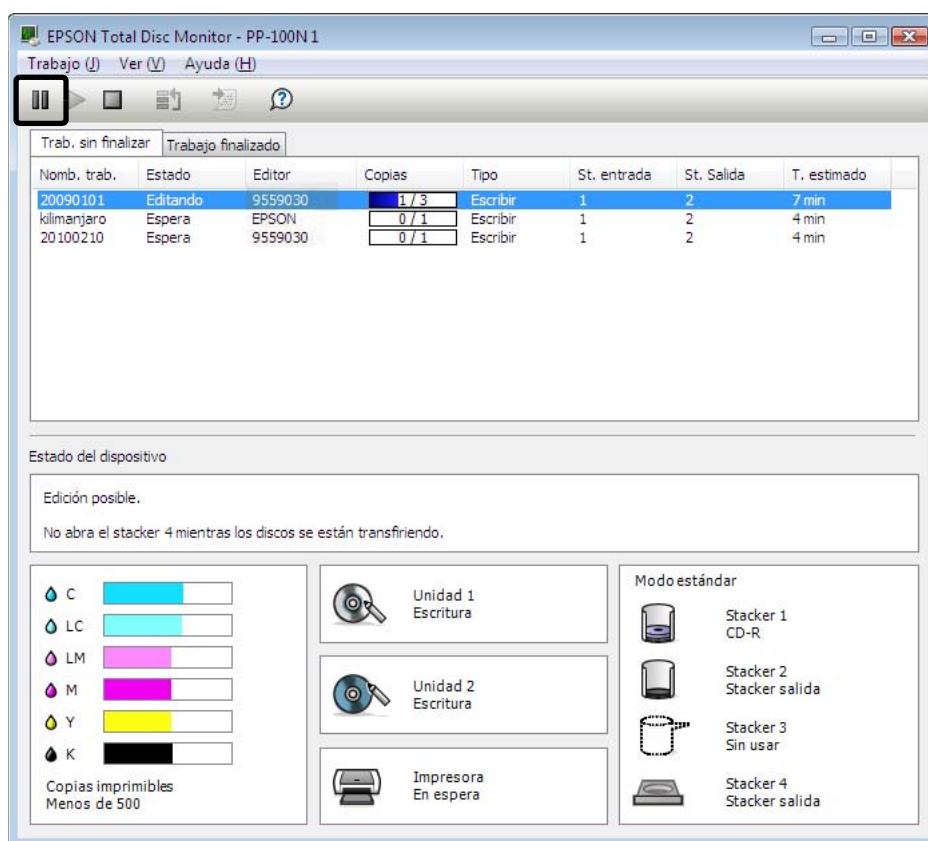 EPSON Total Disc Monitor - PP-100N 1
Trabajo (J) Ver (V) Ayuda (H)
Trab. sin finalizar Trabajo finalizado
Nomb. trab. Estado Editor Copias Tipo St. entrada St. Salida T. estimado
20090101 Editando 9559030 1 / 3 Escribir 1 2 7 min
kilimanjaro Espera EPSON 0 / 1 Escribir 1 2 4 min
20100210 Espera 9559030 0 / 1 Escribir 1 2 4 min
Estado del dispositivo
Edición posible.
No abra el stacker 4 mientras los discos se están transfiriendo.
C
LC
LM
M
Y
K
Copias imprimibles
Menos de 500
Unidad 1
Escritura
Unidad 2
Escritura
Impresora
En espera
Modo estándar
Stacker 1
CD-R
Stacker 2
Stacker salida
Stacker 3
Sin usar
Stacker 4
Stacker salida